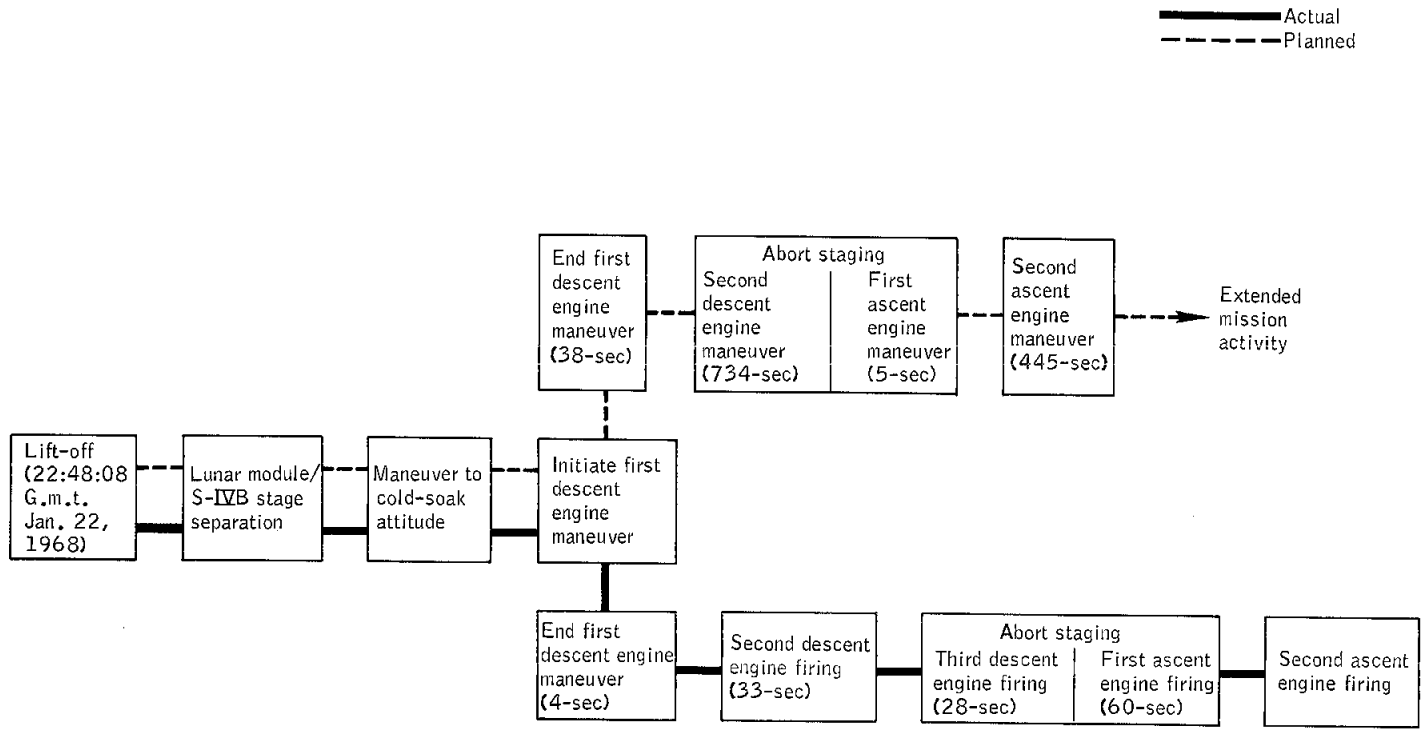 Actual
Planned
End first
descent
engine
maneuver
(38-sec)
Abort staging
Second
descent
engine
maneuver
(734-sec)
First
ascent
engine
maneuver
(5-sec)
Second
ascent
engine
maneuver
(445-sec)
Extended
mission
activity
Lift-off
(22:48:08
G.m.t.
Jan. 22,
1968)
Lunar module/
S-IVB stage
separation
Maneuver to
cold-soak
attitude
Initiate first
descent
engine
maneuver
End first
descent engine
maneuver
(4-sec)
Second descent
engine firing
(33-sec)
Abort staging
Third descent
engine firing
(28-sec)
First ascent
engine firing
(60-sec)
Second ascent
engine firing